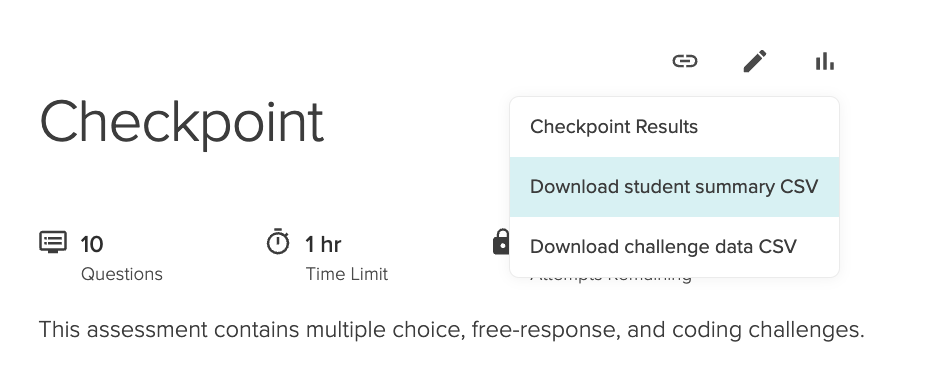 Checkpoint
Checkpoint Results
Download student summary CSV
Download challenge data CSV
10
Questions
1 hr
Time Limit
Attempts Remaining
This assessment contains multiple choice, free-response, and coding challenges.